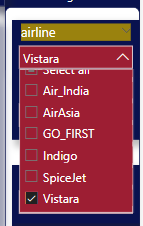 airline
Vistara
Select all
Air_India
AirAsia
GO_FIRST
Indigo
SpiceJet
Vistara